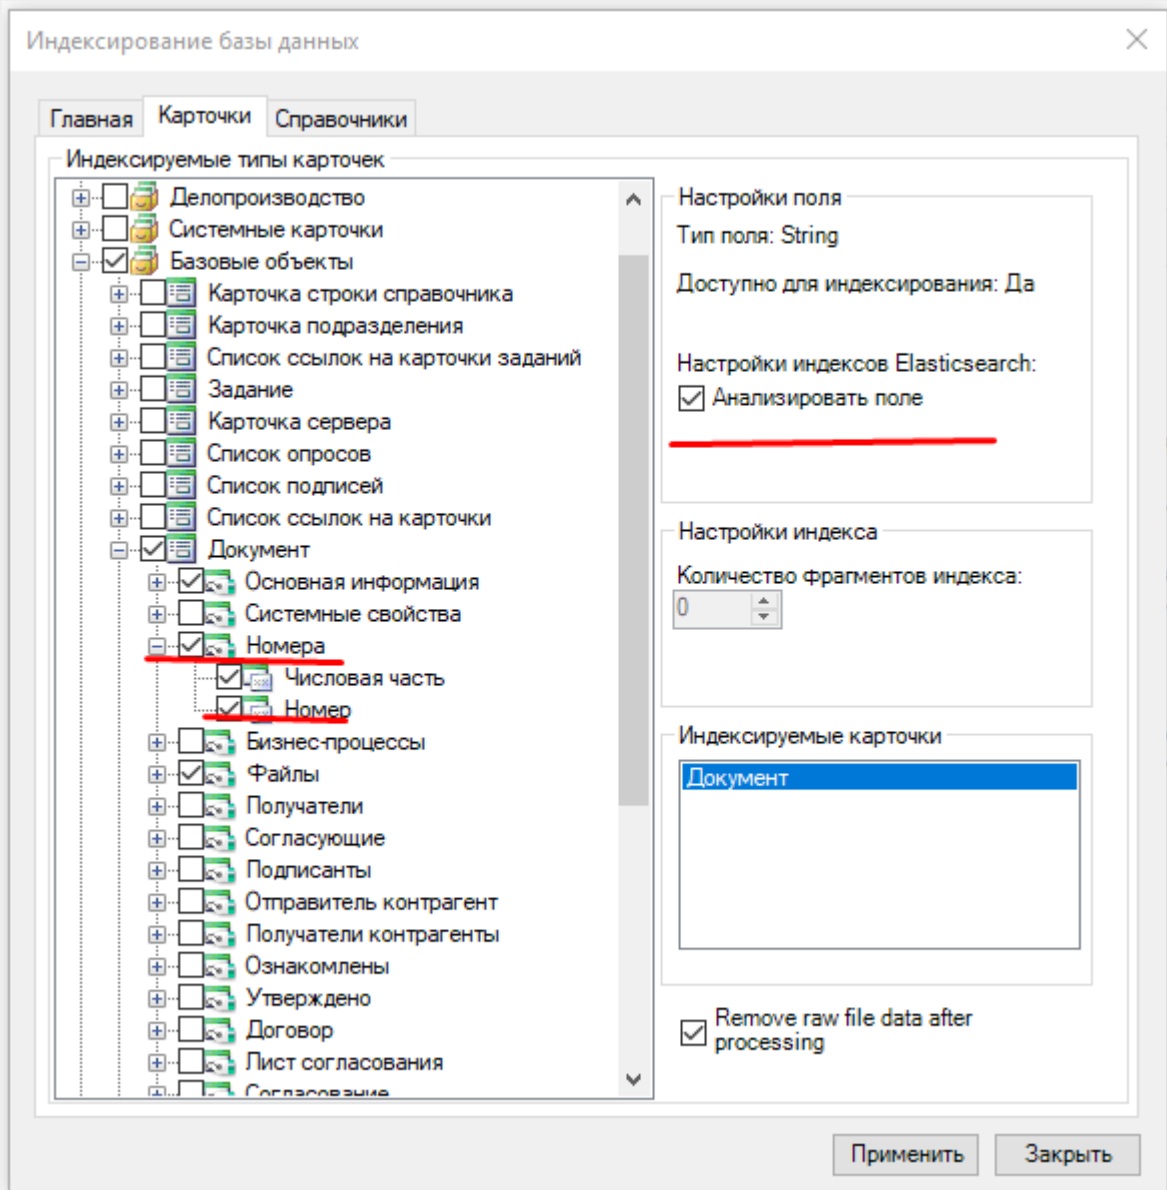 Индексирование базы данных
Главная
Карточки
Справочники
Индексируемые типы карточек
Делопроизводство
Системные карточки
Базовые объекты
Карточка строки справочника
Карточка подразделения
Список ссылок на карточки заданий
Задание
Карточка сервера
Список опросов
Список подписей
Список ссылок на карточки
Документ
Основная информация
Системные свойства
Номера
Числовая часть
Номер
Бизнес-процессы
Файлы
Получатели
Согласующие
Подписанты
Отправитель контрагент
Получатели контрагенты
Ознакомлены
Утверждено
Договор
Лист согласования
Согласование
Настройки поля
Тип поля: String
Доступно для индексирования: Да
Настройки индексов Elasticsearch:
Анализировать поле
Настройки индекса
Количество фрагментов индекса:
0
Индексируемые карточки
Документ
Remove raw file data after
processing
Применить
Закрыть